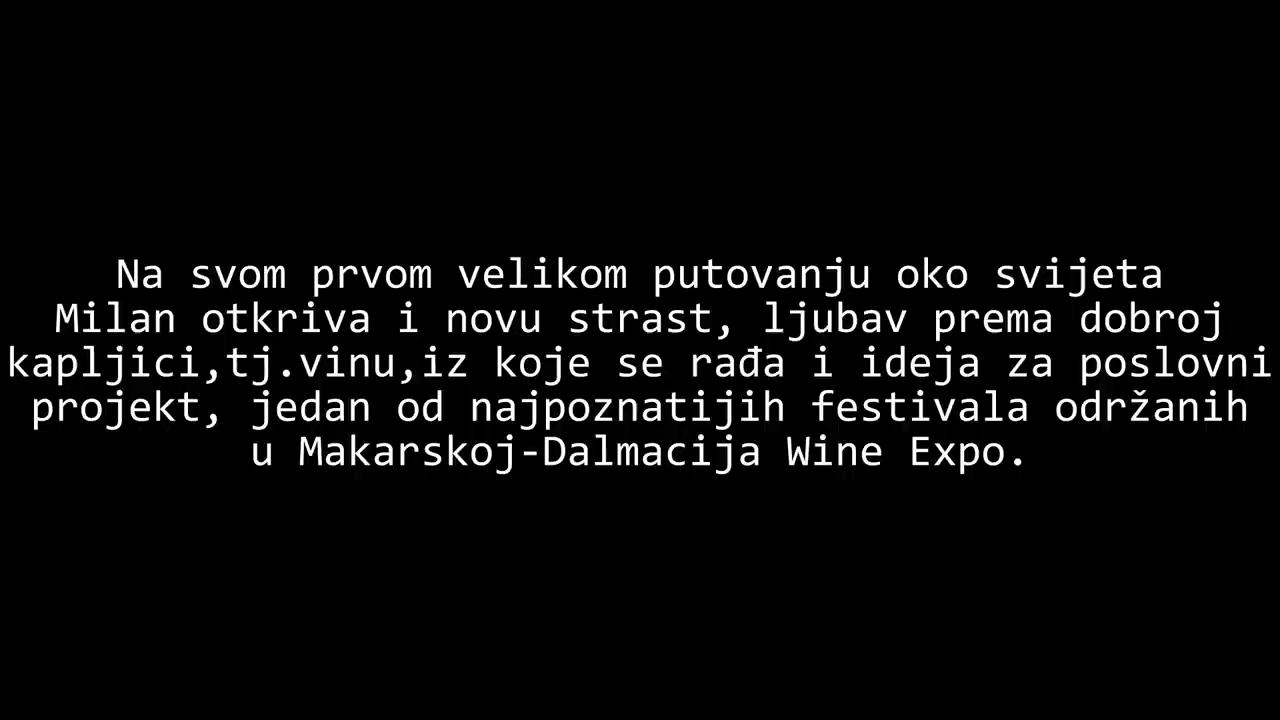 Na svom prvom velikom putovanju oko svijeta
Milan otkriva i novu strast, ljubav prema dobroj
kapljici,tj.vinu,iz koje se rađa i ideja za poslovni
projekt, jedan od najpoznatijih festivala održanih
u Makarskoj-Dalmacija Wine Expo.